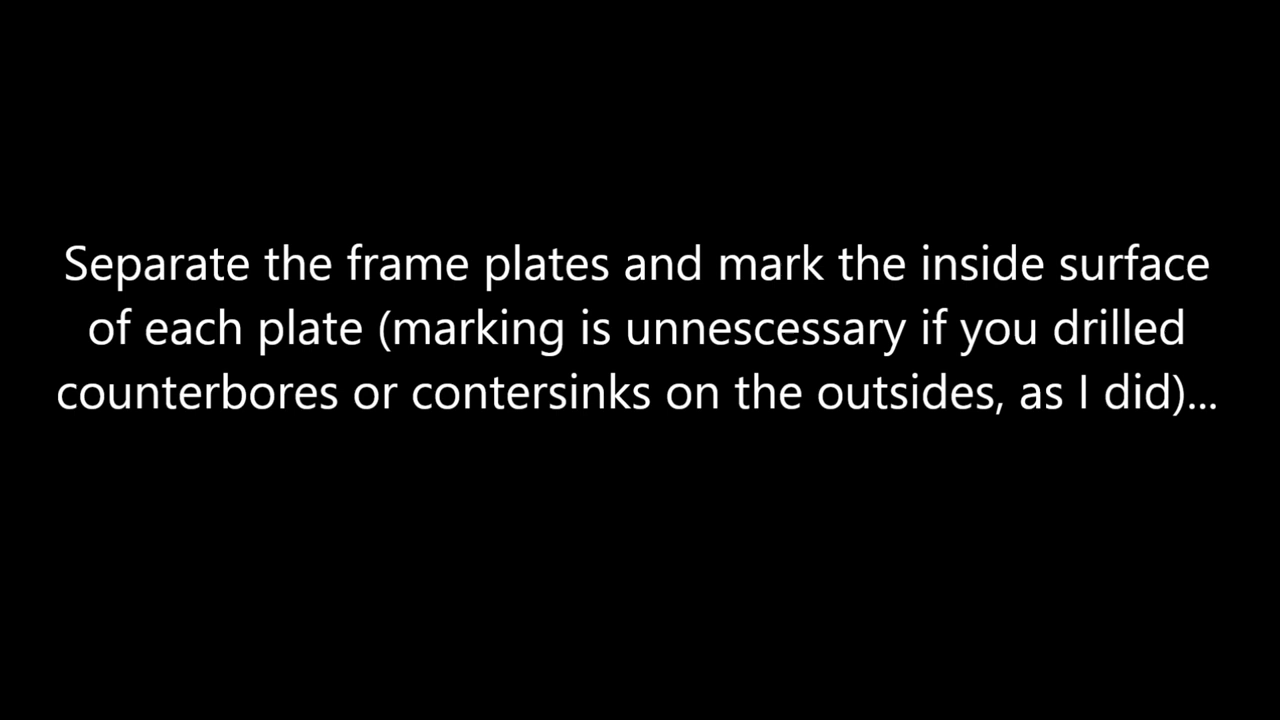 Separate the frame plates and mark the inside surface
of each plate (marking is unnescessary if you drilled
counterbores or contersinks on the outsides, as I did)...